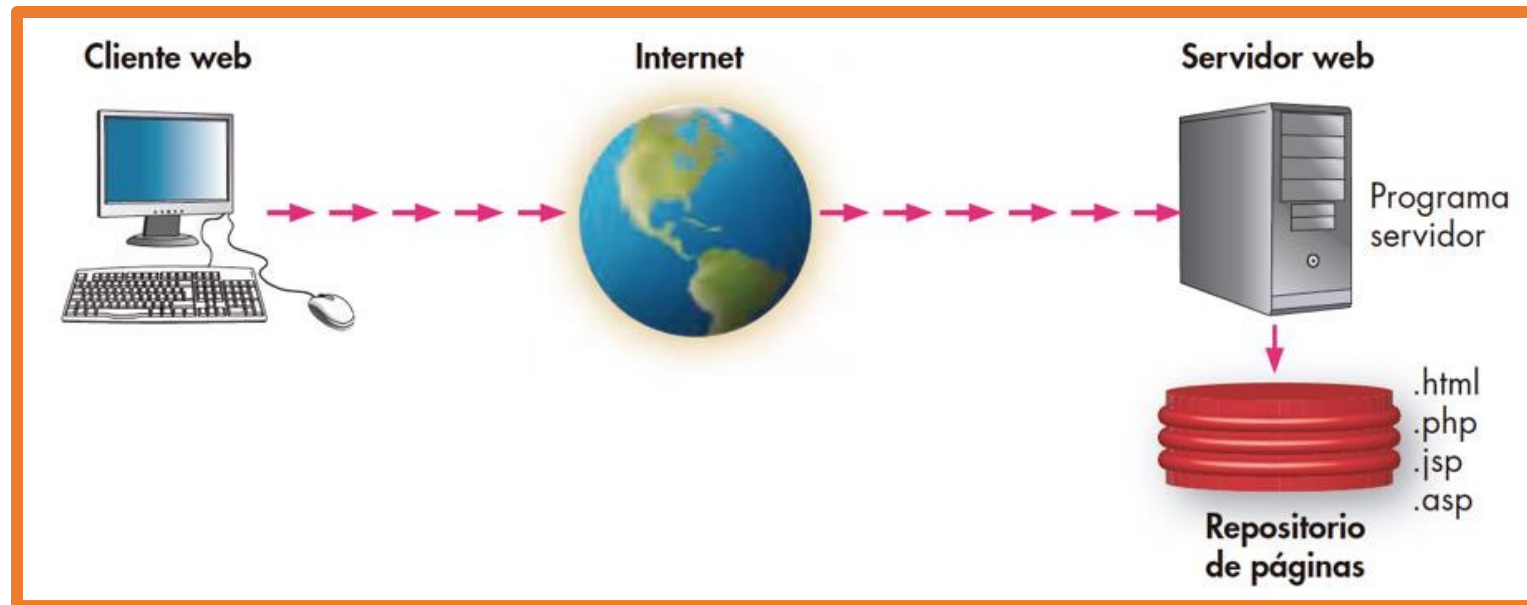 Cliente web
Internet
Servidor web
Programa
servidor
.html
.php
.jsp
.asp
Repositorio
de páginas